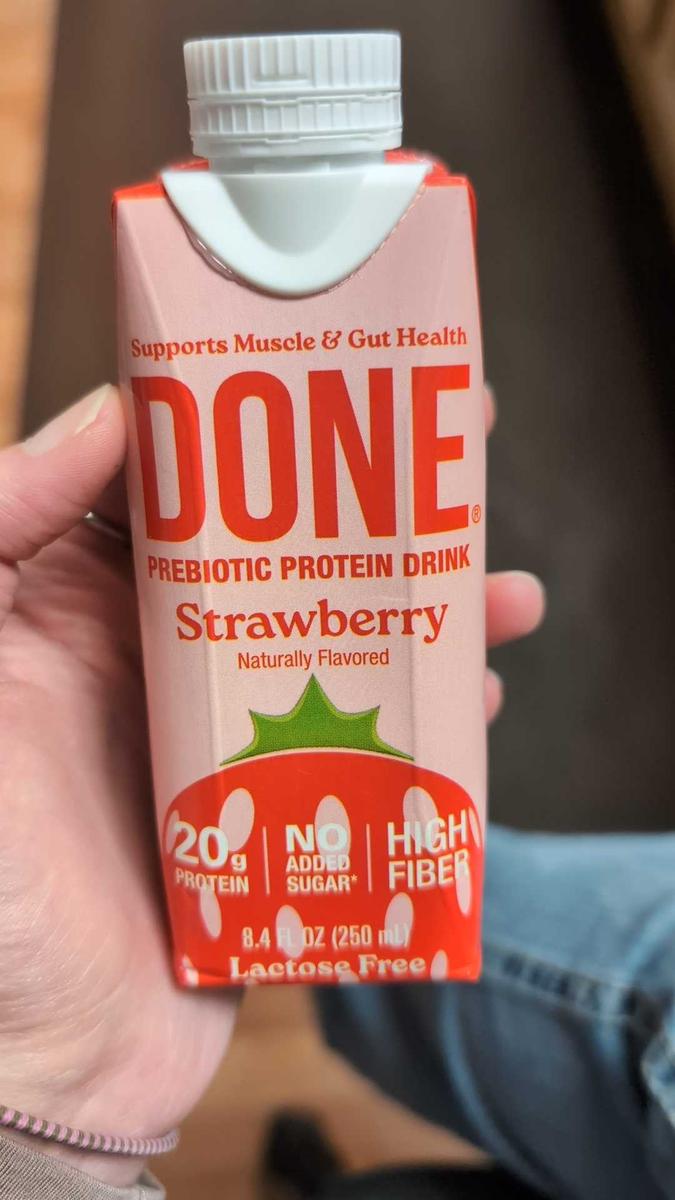 Supports Muscle & Gut Health
DONE®
PREBIOTIC PROTEIN DRINK
Strawberry
Naturally Flavored
20g
PROTEIN
NO
ADDED
SUGAR*
HIGH
FIBER
8.4 FL OZ (250 mL)
Lactose Free